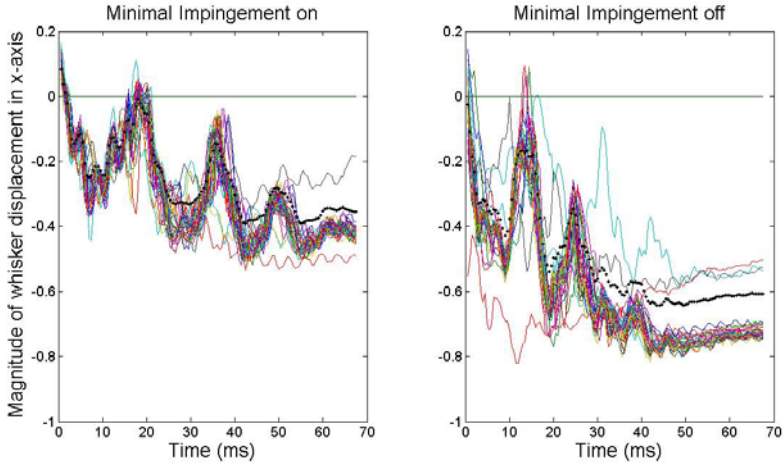 Minimal Impingement on
Minimal Impingement off
Magnitude of whisker displacement in x-axis
0.2
0
-0.2
-0.4
-0.6
-0.8
-1
0 10 20 30 40 50 60 70
Time (ms)
0.2
0
-0.2
-0.4
-0.6
-0.8
-1
0 10 20 30 40 50 60 70
Time (ms)